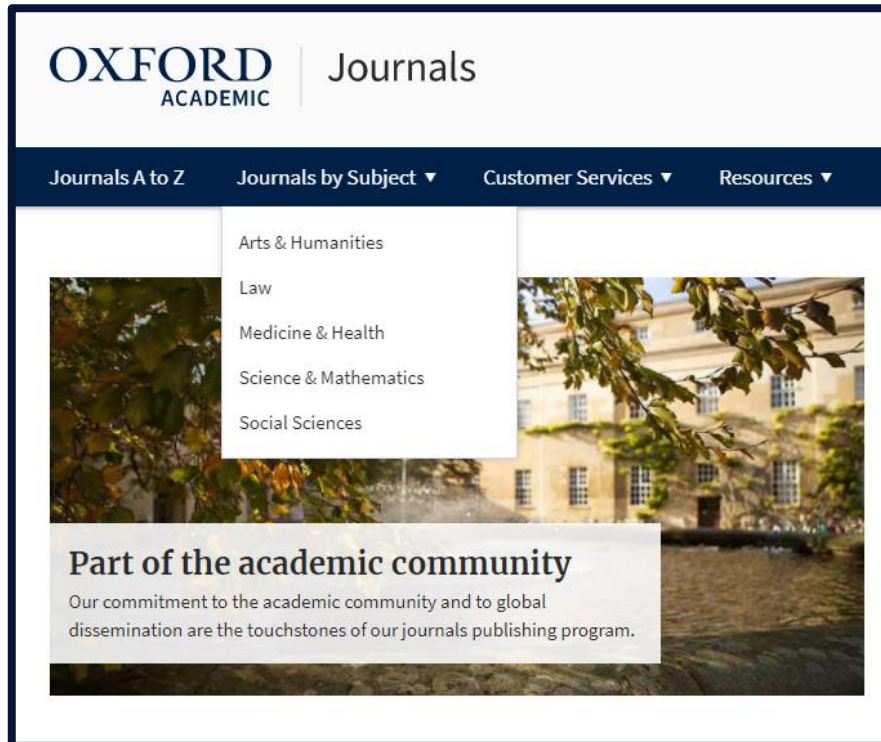 OXFORD
ACADEMIC
Journals
Journals A to Z
Journals by Subject ▼
Customer Services ▼
Resources ▼
Arts & Humanities
Law
Medicine & Health
Science & Mathematics
Social Sciences
Part of the academic community
Our commitment to the academic community and to global
dissemination are the touchstones of our journals publishing program.